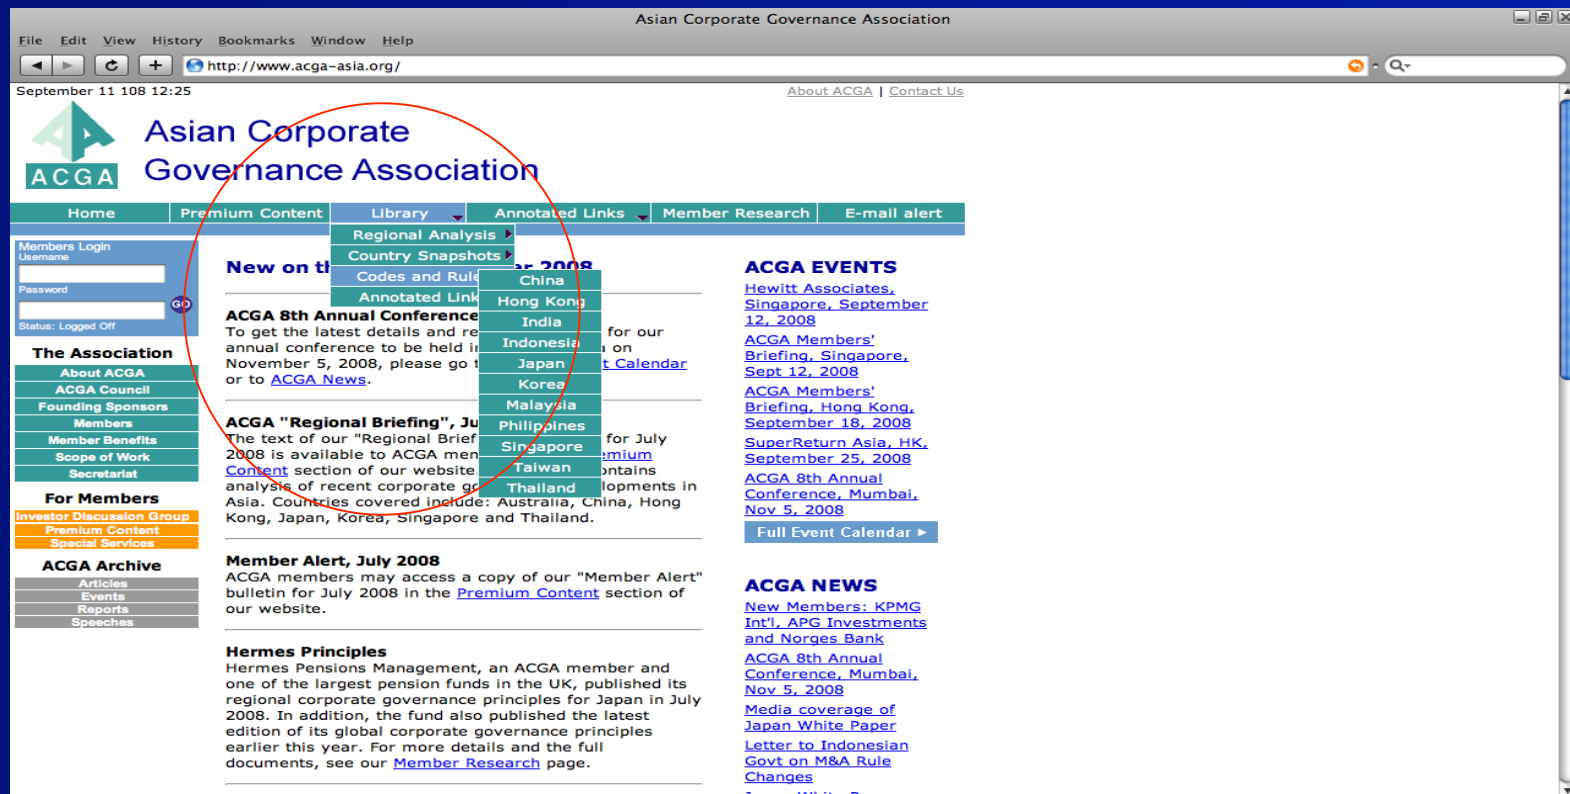 Asian Corporate Governance Association
File Edit View History Bookmarks Window Help
http://www.acga-asia.org/
September 11 108 12:25
About ACGA | Contact Us
ACGA
Asian Corporate
Governance Association
Home Premium Content Library Annotated Links Member Research E-mail alert
Regional Analysis
Country Snapshots
Codes and Rule
Annotated Link
China
Hong Kong
India
Indonesia
Japan
Korea
Malaysia
Philippines
Singapore
Taiwan
Thailand
Members Login
Username
Password
GO
Status: Logged Off
The Association
About ACGA
ACGA Council
Founding Sponsors
Members
Member Benefits
Scope of Work
Secretariat
For Members
Investor Discussion Group
Premium Content
Special Services
ACGA Archive
Articles
Events
Reports
Speeches
New on th er 2008
ACGA 8th Annual Conference
To get the latest details and re for our
annual conference to be held in on
November 5, 2008, please go t t Calendar
or to ACGA News.
ACGA "Regional Briefing", Ju
The text of our "Regional Brief for July
2008 is available to ACGA mem emium
Content section of our website. ontains
analysis of recent corporate go lopments in
Asia. Countries covered include: Australia, China, Hong
Kong, Japan, Korea, Singapore and Thailand.
Member Alert, July 2008
ACGA members may access a copy of our "Member Alert"
bulletin for July 2008 in the Premium Content section of
our website.
Hermes Principles
Hermes Pensions Management, an ACGA member and
one of the largest pension funds in the UK, published its
regional corporate governance principles for Japan in July
2008. In addition, the fund also published the latest
edition of its global corporate governance principles
earlier this year. For more details and the full
documents, see our Member Research page.
ACGA EVENTS
Hewitt Associates,
Singapore, September
12, 2008
ACGA Members'
Briefing, Singapore,
Sept 12, 2008
ACGA Members'
Briefing, Hong Kong,
September 18, 2008
SuperReturn Asia, HK,
September 25, 2008
ACGA 8th Annual
Conference, Mumbai,
Nov 5, 2008
Full Event Calendar
ACGA NEWS
New Members: KPMG
Int'l, APG Investments
and Norges Bank
ACGA 8th Annual
Conference, Mumbai,
Nov 5, 2008
Media coverage of
Japan White Paper
Letter to Indonesian
Govt on M&A Rule
Changes